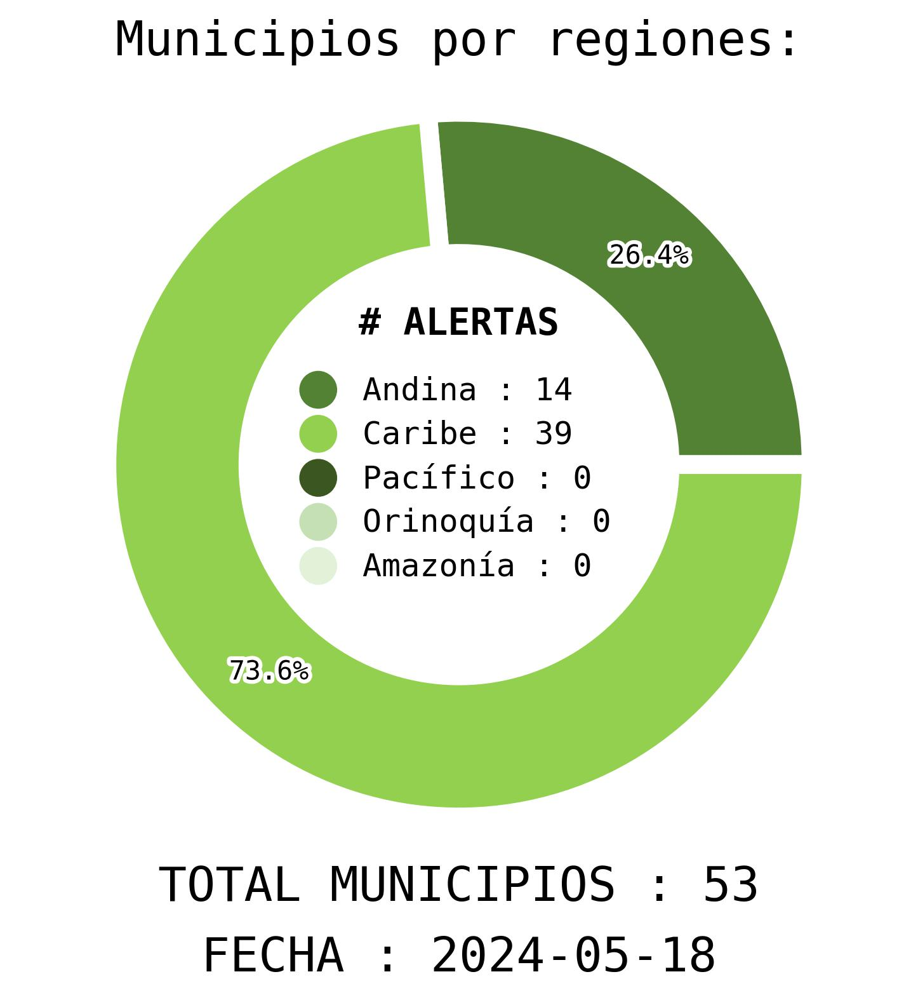 Municipios por regiones:
26.4%
# ALERTAS
Andina : 14
Caribe : 39
Pacífico : 0
Orinoquía : 0
Amazonía : 0
73.6%
TOTAL MUNICIPIOS : 53
FECHA : 2024-05-18